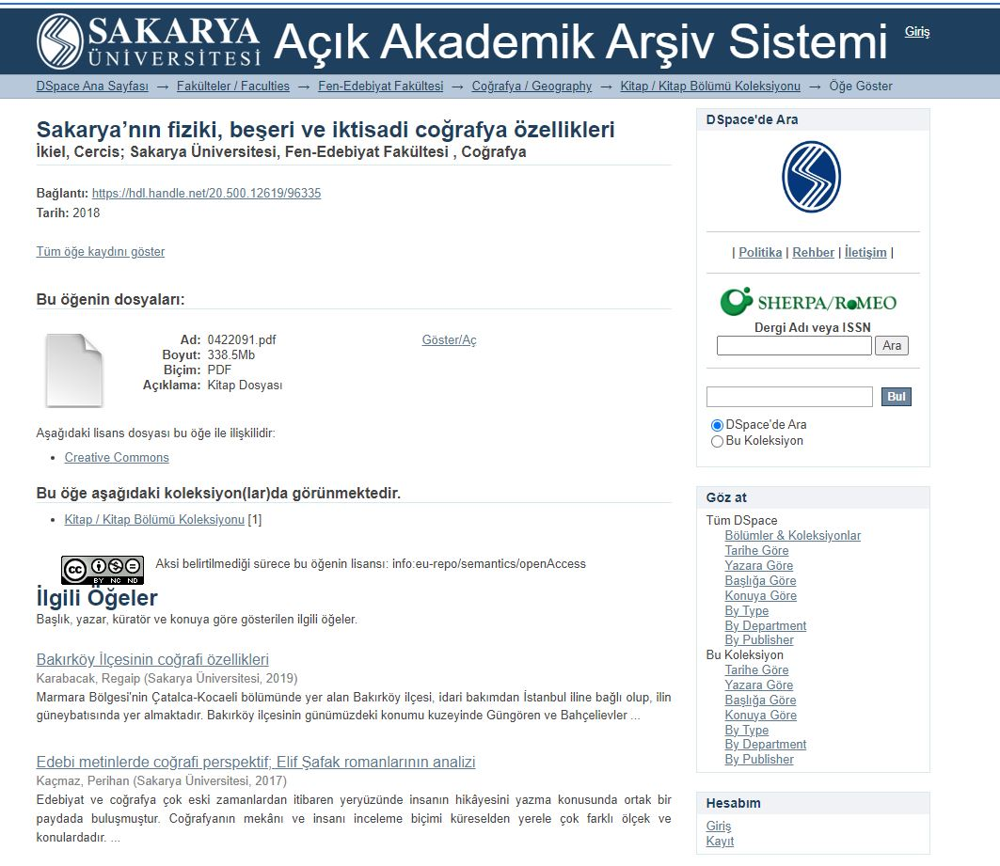 SAKARYA
ÜNİVERSİTESİ
Açık Akademik Arşiv Sistemi
Giriş
DSpace Ana Sayfası → Fakülteler / Faculties → Fen-Edebiyat Fakültesi → Coğrafya / Geography → Kitap / Kitap Bölümü Koleksiyonu → Öğe Göster
Sakarya’nın fiziki, beşeri ve iktisadi coğrafya özellikleri
İkiel, Cercis; Sakarya Üniversitesi, Fen-Edebiyat Fakültesi , Coğrafya
Bağlantı: https://hdl.handle.net/20.500.12619/96335
Tarih: 2018
Tüm öğe kaydını göster
Bu öğenin dosyaları:
Ad: 0422091.pdf
Göster/Aç
Boyut: 338.5Mb
Biçim: PDF
Açıklama: Kitap Dosyası
Aşağıdaki lisans dosyası bu öğe ile ilişkilidir:
Creative Commons
Bu öğe aşağıdaki koleksiyon(lar)da görünmektedir.
Kitap / Kitap Bölümü Koleksiyonu [1]
cc
BY NC ND
Aksi belirtilmediği sürece bu öğenin lisansı: info:eu-repo/semantics/openAccess
İlgili Öğeler
Başlık, yazar, küratör ve konuya göre gösterilen ilgili öğeler.
Bakırköy İlçesinin coğrafi özellikleri
Karabacak, Regaip (Sakarya Üniversitesi, 2019)
Marmara Bölgesi'nin Çatalca-Kocaeli bölümünde yer alan Bakırköy ilçesi, idari bakımdan İstanbul iline bağlı olup, ilin
güneybatısında yer almaktadır. Bakırköy ilçesinin günümüzdeki konumu kuzeyinde Güngören ve Bahçelievler ...
Edebi metinlerde coğrafi perspektif; Elif Şafak romanlarının analizi
Kaçmaz, Perihan (Sakarya Üniversitesi, 2017)
Edebiyat ve coğrafya çok eski zamanlardan itibaren yeryüzünde insanın hikâyesini yazma konusunda ortak bir
paydada buluşmuştur. Coğrafyanın mekânı ve insanı inceleme biçimi küreselden yerele çok farklı ölçek ve
konulardadır. ...
DSpace'de Ara
| Politika | Rehber | İletişim |
SHERPA/RoMEO
Dergi Adı veya ISSN
Ara
Bul
DSpace'de Ara
Bu Koleksiyon
Göz at
Tüm DSpace
Bölümler & Koleksiyonlar
Tarihe Göre
Yazara Göre
Başlığa Göre
Konuya Göre
By Type
By Department
By Publisher
Bu Koleksiyon
Tarihe Göre
Yazara Göre
Başlığa Göre
Konuya Göre
By Type
By Department
By Publisher
Hesabım
Giriş
Kayıt